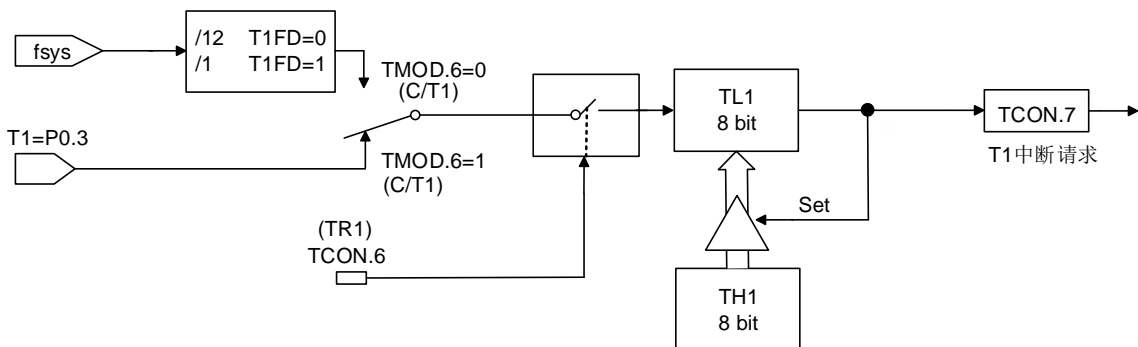 fsys
/12 T1FD=0
/1 T1FD=1
TMOD.6=0
(C/T1)
T1=P0.3
TMOD.6=1
(C/T1)
(TR1)
TCON.6
TL1
8 bit
Set
TH1
8 bit
TCON.7
T1中断请求